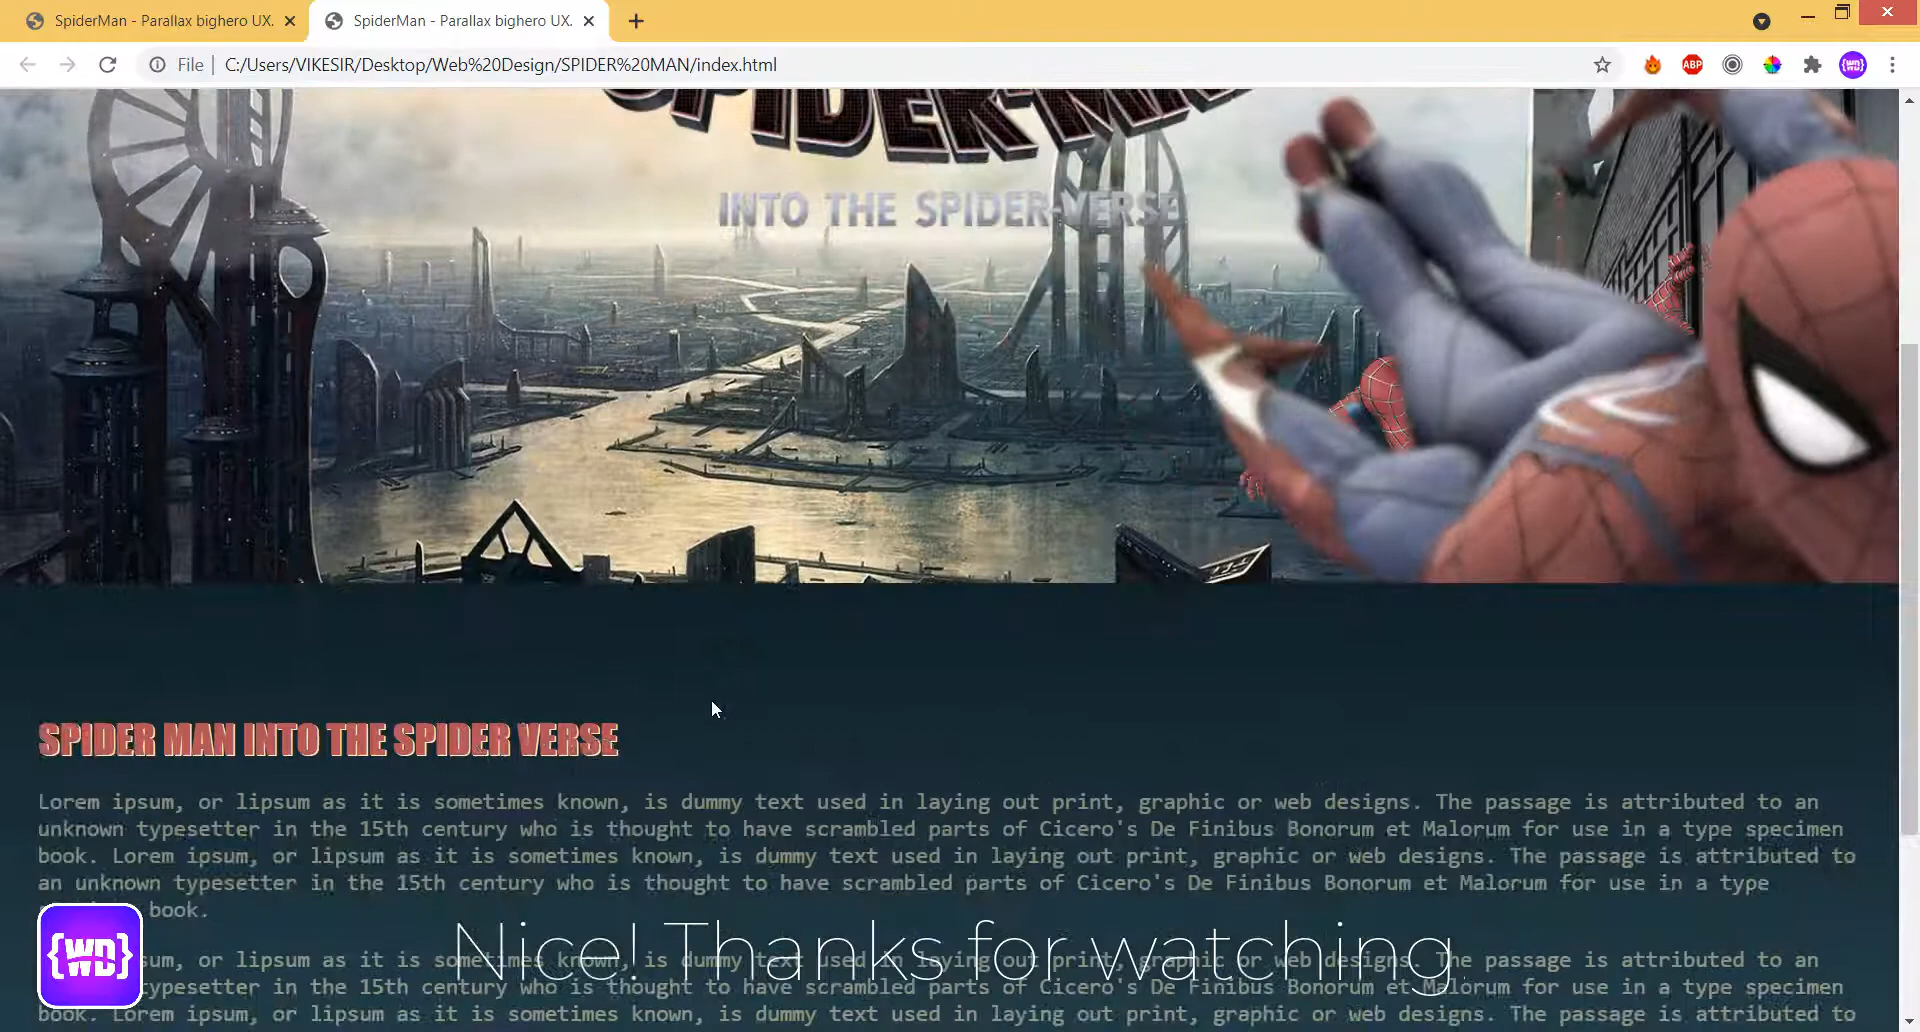 SpiderMan - Parallax bighero UX.
SpiderMan - Parallax bighero UX.
File
C:/Users/VIKESIR/Desktop/Web%20Design/SPIDER%20MAN/index.html
ABP
{WD}
SPIDER-MAN
INTO THE SPIDER-VERSE
SPIDER MAN INTO THE SPIDER VERSE
Lorem ipsum, or lipsum as it is sometimes known, is dummy text used in laying out print, graphic or web designs. The passage is attributed to an
unknown typesetter in the 15th century who is thought to have scrambled parts of Cicero's De Finibus Bonorum et Malorum for use in a type specimen
book. Lorem ipsum, or lipsum as it is sometimes known, is dummy text used in laying out print, graphic or web designs. The passage is attributed to
an unknown typesetter in the 15th century who is thought to have scrambled parts of Cicero's De Finibus Bonorum et Malorum for use in a type
book.
{WD}
Nice! Thanks for watching.
sum, or lipsum as it is sometimes known, is dummy text used in laying out print, graphic or web designs. The passage is attributed to an
typesetter in the 15th century who is thought to have scrambled parts of Cicero's De Finibus Bonorum et Malorum for use in a type specimen
book. Lorem ipsum, or lipsum as it is sometimes known, is dummy text used in laying out print, graphic or web designs. The passage is attributed to